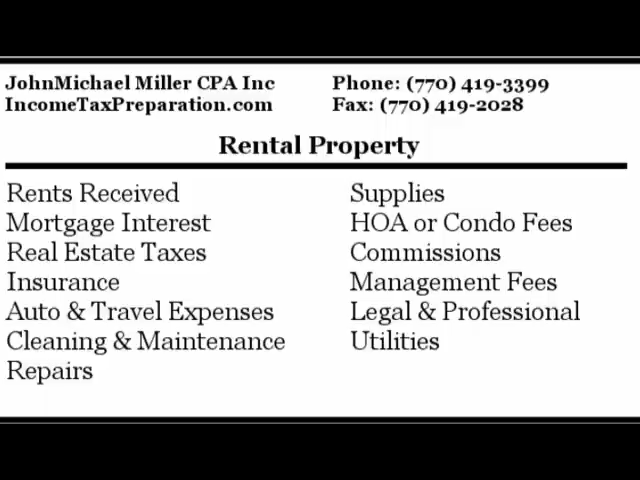 JohnMichael Miller CPA Inc
IncomeTaxPreparation.com
Phone: (770) 419-3399
Fax: (770) 419-2028
Rental Property
Rents Received
Mortgage Interest
Real Estate Taxes
Insurance
Auto & Travel Expenses
Cleaning & Maintenance
Repairs
Supplies
HOA or Condo Fees
Commissions
Management Fees
Legal & Professional
Utilities